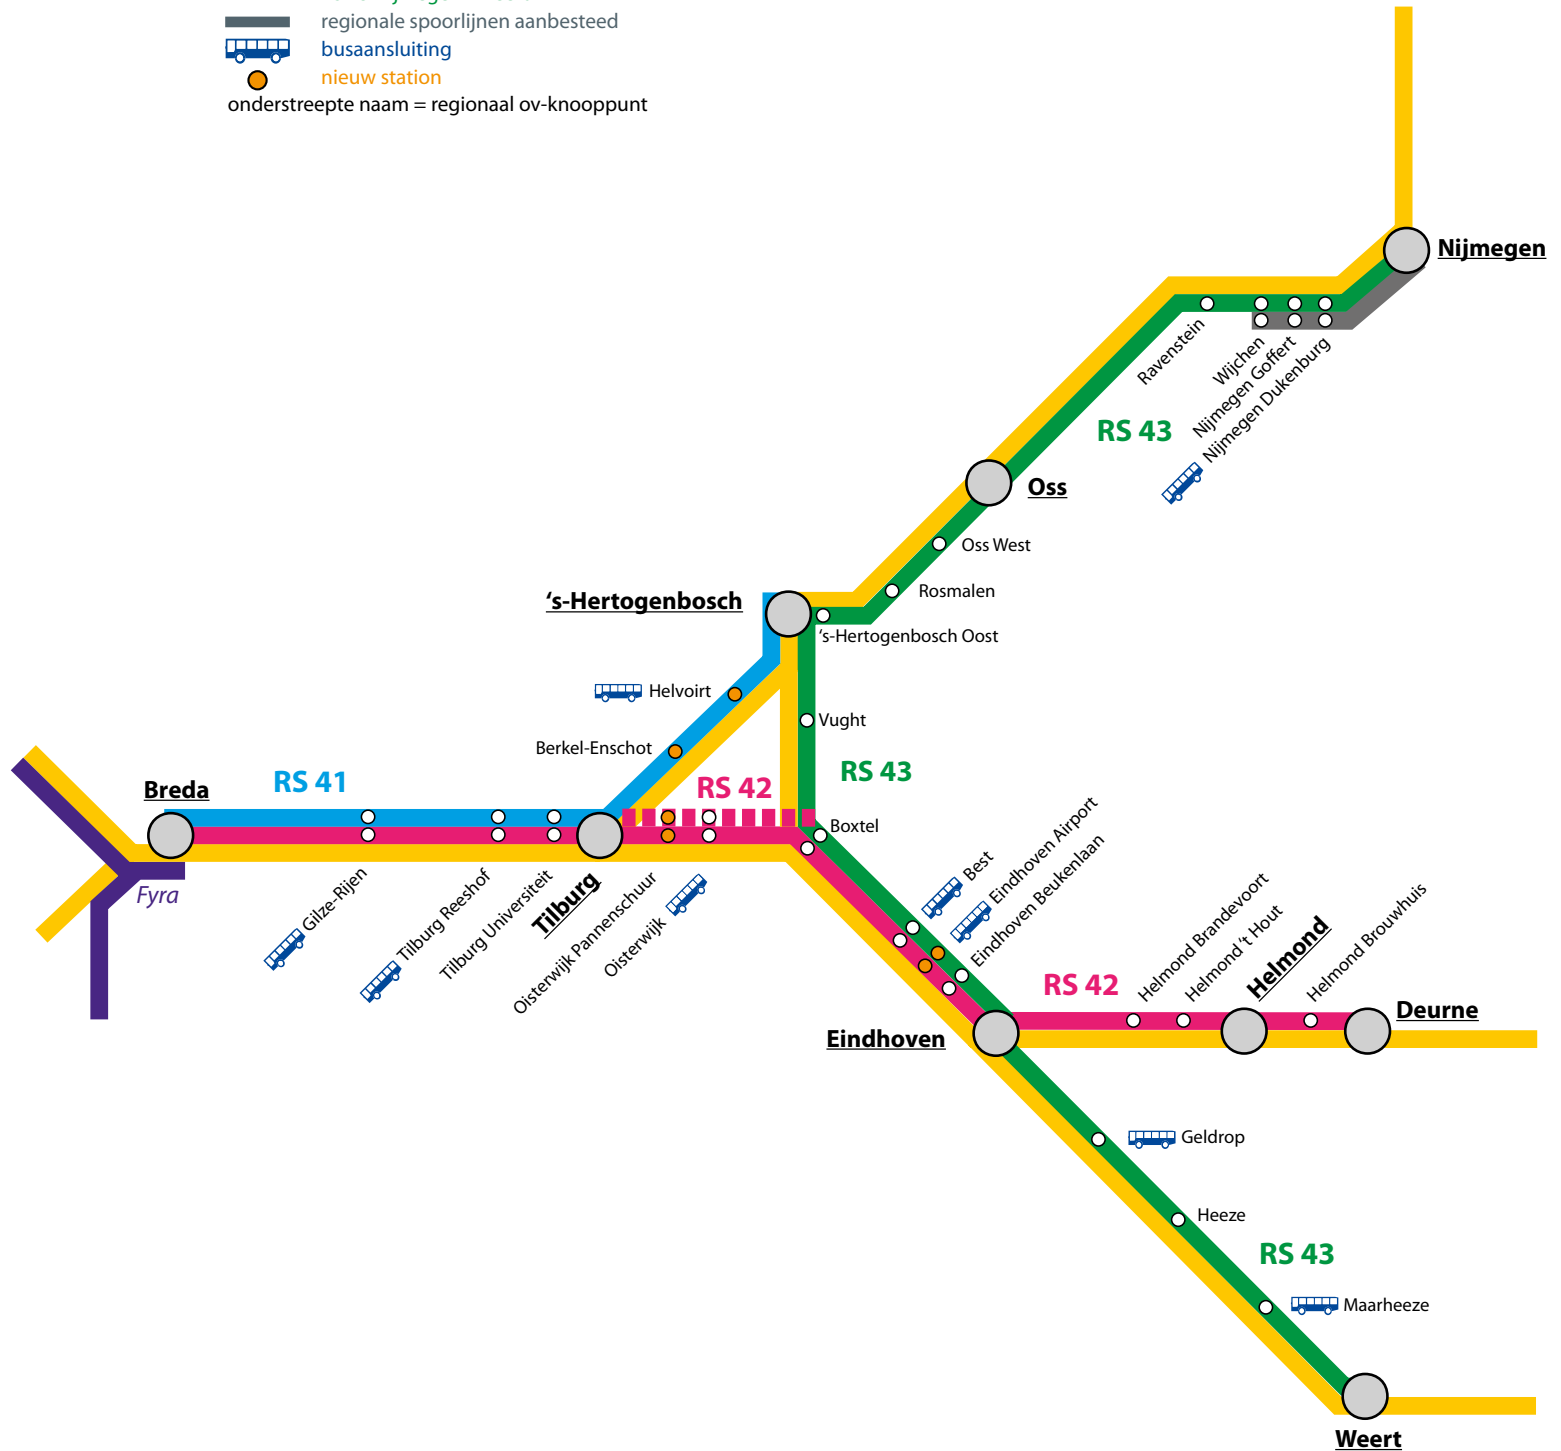 regionale spoorlijnen aanbesteed
busaansluiting
nieuw station
onderstreepte naam = regionaal ov-knooppunt
Nijmegen
Ravenstein
Wijchen
Nijmegen Goffert
Nijmegen Dukenburg
RS 43
Oss
Oss West
Rosmalen
‘s-Hertogenbosch
‘s-Hertogenbosch Oost
Helvoirt
Vught
Berkel-Enschot
RS 41
RS 42
RS 43
Breda
Boxtel
Fyra
Gilze-Rijen
Tilburg Reeshof
Tilburg Universiteit
Tilburg
Oisterwijk Pannenschuur
Oisterwijk
Best
Eindhoven Airport
Eindhoven Beukenlaan
RS 42
Helmond Brandevoort
Helmond ‘t Hout
Helmond
Helmond Brouwhuis
Deurne
Eindhoven
Geldrop
Heeze
RS 43
Maarheeze
Weert